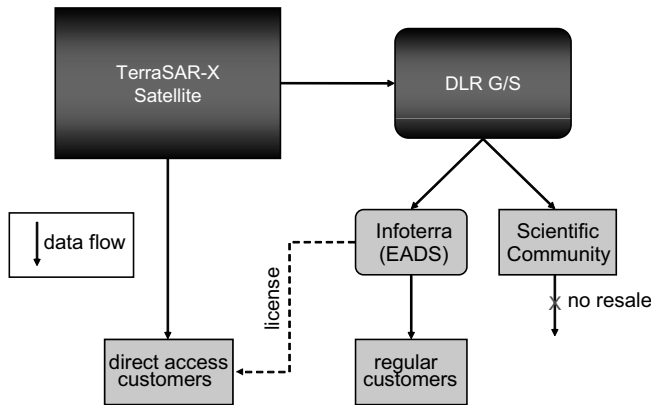 TerraSAR-X
Satellite
DLR G/S
data flow
Infoterra
(EADS)
Scientific
Community
license
x no resale
direct access
customers
regular
customers